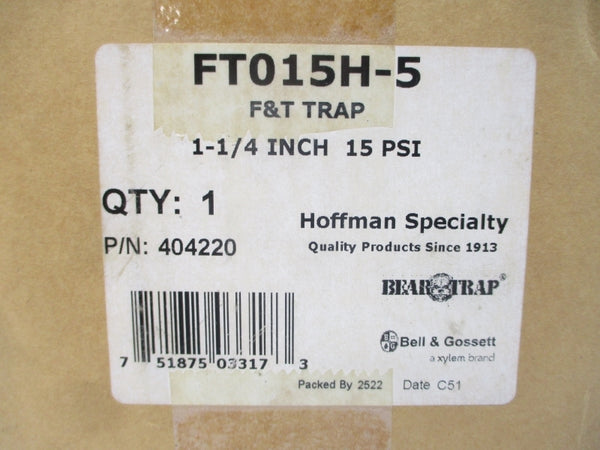 FT015H-5
F&T TRAP
1-1/4 INCH 15 PSI
QTY: 1
P/N: 404220
Hoffman Specialty
Quality Products Since 1913
BEAR TRAP®
Bell & Gossett
a xylem brand
7 51875 03317 3
Packed By 2522 Date C51